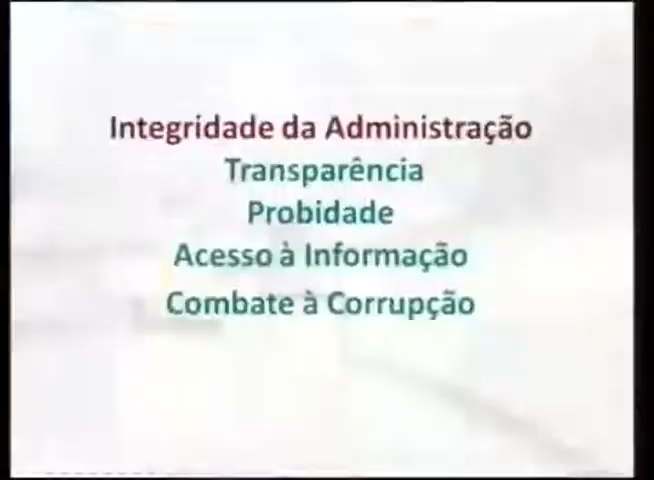 Integridade da Administração
Transparência
Probidade
Acesso à Informação
Combate à Corrupção